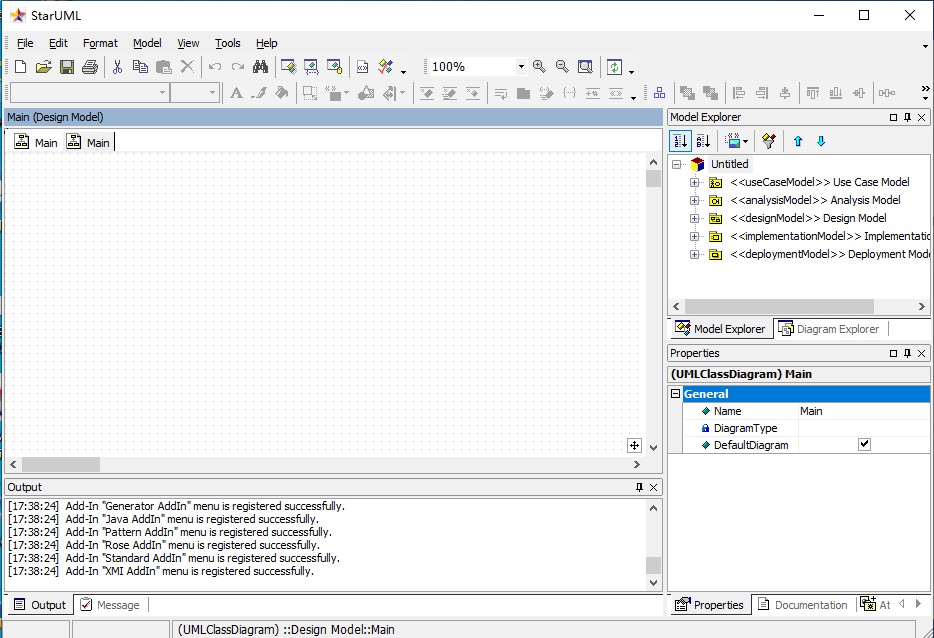 StarUML
File Edit Format Model View Tools Help
100%
Main (Design Model)
Main Main
Model Explorer
Untitled
<<useCaseModel>> Use Case Model
<<analysisModel>> Analysis Model
<<designModel>> Design Model
<<implementationModel>> Implementatio
<<deploymentModel>> Deployment Mode
Model Explorer Diagram Explorer
Properties
(UMLClassDiagram) Main
General
Name Main
DiagramType
DefaultDiagram
Output
[17:38:24] Add-In "Generator AddIn" menu is registered successfully.
[17:38:24] Add-In "Java AddIn" menu is registered successfully.
[17:38:24] Add-In "Pattern AddIn" menu is registered successfully.
[17:38:24] Add-In "Rose AddIn" menu is registered successfully.
[17:38:24] Add-In "Standard AddIn" menu is registered successfully.
[17:38:24] Add-In "XMI AddIn" menu is registered successfully.
Output Message
Properties Documentation At
(UMLClassDiagram) ::Design Model::Main